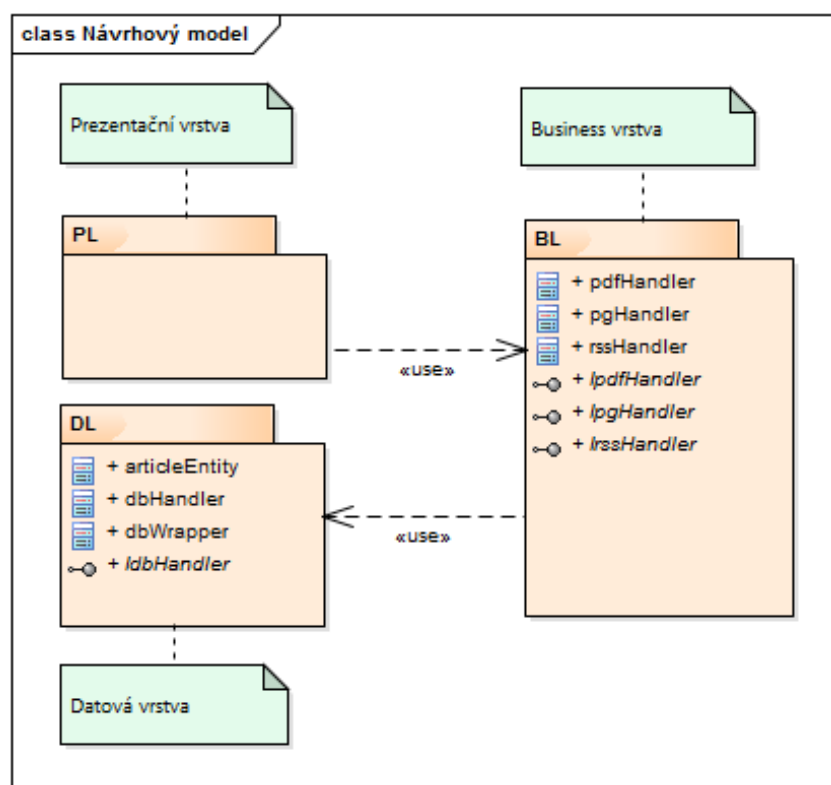 class Návrhový model
Prezentační vrstva
Business vrstva
PL
BL
+ pdfHandler
+ pgHandler
+ rssHandler
+ IpdfHandler
+ IpgHandler
+ IrssHandler
«use»
DL
+ articleEntity
+ dbHandler
+ dbWrapper
+ IdbHandler
«use»
Datová vrstva